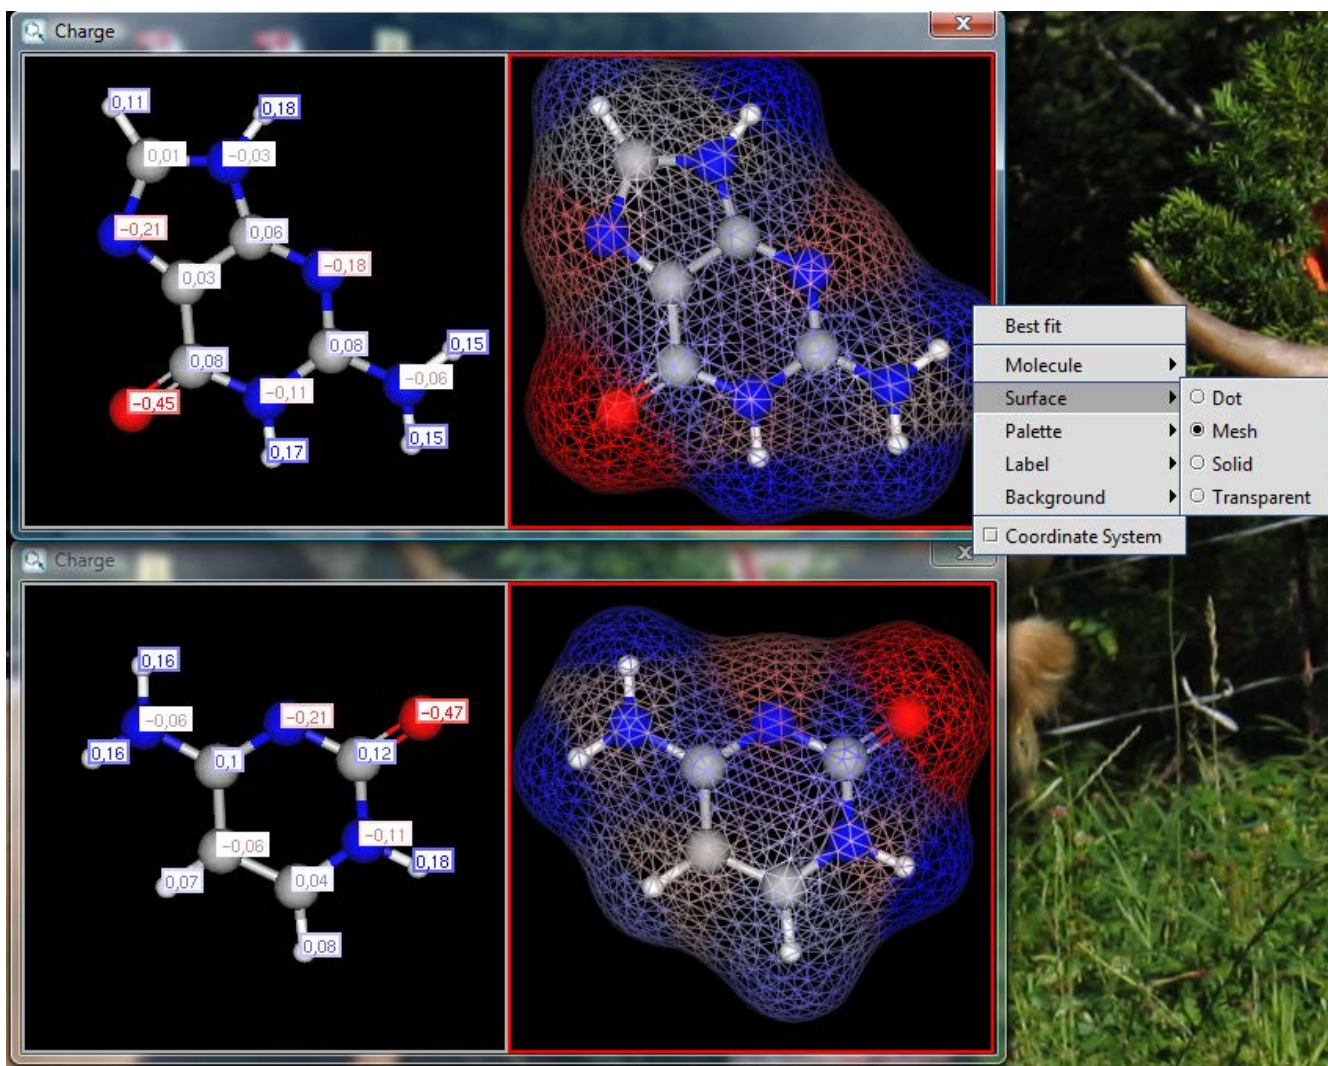 Charge
0,11
0,18
0,01
−0,03
−0,21
0,06
−0,18
0,03
0,08
0,08
0,15
−0,06
−0,45
−0,11
0,15
0,17
Best fit
Molecule
Surface
Palette
Label
Background
Coordinate System
Dot
Mesh
Solid
Transparent
Charge
0,16
−0,06
−0,21
−0,47
0,16
0,1
0,12
−0,06
−0,11
0,18
0,07
0,04
0,08